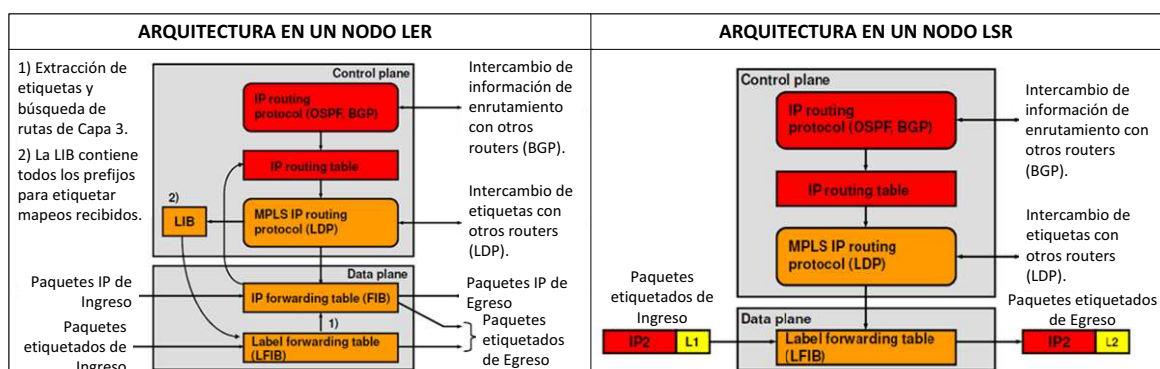 ARQUITECTURA EN UN NODO LER
1) Extracción de
etiquetas y
búsqueda de
rutas de Capa 3.
2) La LIB contiene
todos los prefijos
para etiquetar
mapeos recibidos.
Control plane
IP routing
protocol (OSPF, BGP)
IP routing table
2)
LIB
MPLS IP routing
protocol (LDP)
Intercambio de
información de
enrutamiento
con otros
routers (BGP).
Intercambio de
etiquetas con
otros routers
(LDP).
Data plane
Paquetes IP de
Ingreso
IP forwarding table (FIB)
Paquetes IP de
Egreso
1)
Paquetes
etiquetados de
Ingreso
Label forwarding table
(LFIB)
Paquetes
etiquetados
de Egreso
ARQUITECTURA EN UN NODO LSR
Control plane
IP routing
protocol (OSPF, BGP)
IP routing table
MPLS IP routing
protocol (LDP)
Intercambio de
información de
enrutamiento con
otros routers
(BGP).
Intercambio de
etiquetas con
otros routers
(LDP).
Paquetes
etiquetados de
Ingreso
IP2 L1
Data plane
Label forwarding table
(LFIB)
Paquetes etiquetados
de Egreso
IP2 L2